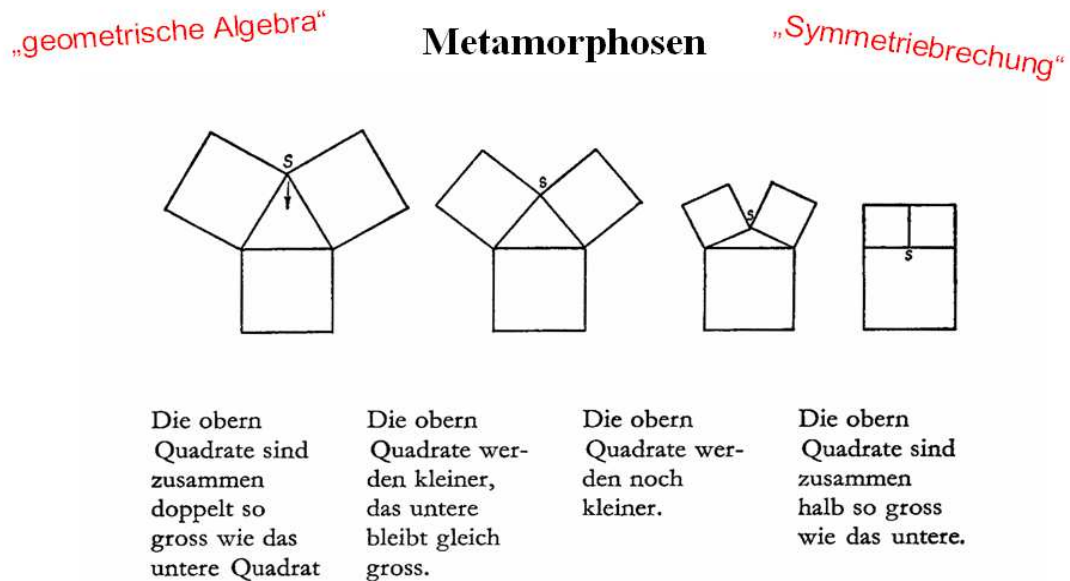 „geometrische Algebra“
Metamorphosen
„Symmetriebrechung“
S
S
S
S
Die obern
Quadrate sind
zusammen
doppelt so
gross wie das
untere Quadrat
Die obern
Quadrate wer-
den kleiner,
das untere
bleibt gleich
gross.
Die obern
Quadrate wer-
den noch
kleiner.
Die obern
Quadrate sind
zusammen
halb so gross
wie das untere.